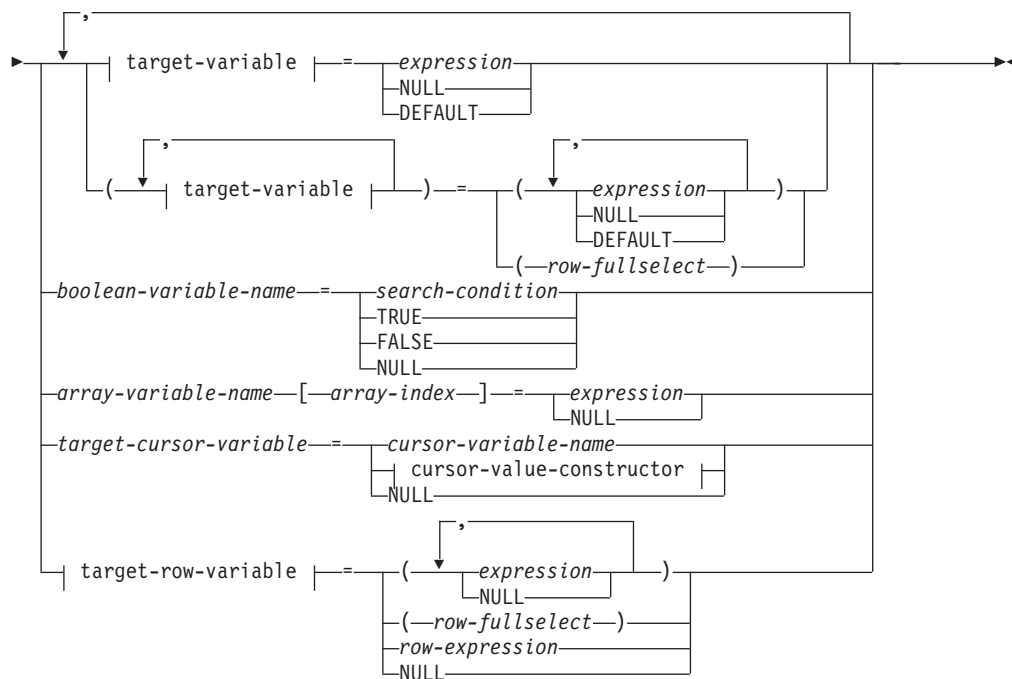 ,
target-variable = expression
NULL
DEFAULT
, ,
( target-variable ) = ( expression )
NULL
DEFAULT
( row-fullselect )
boolean-variable-name = search-condition
TRUE
FALSE
NULL
array-variable-name [ array-index ] = expression
NULL
target-cursor-variable = cursor-variable-name
cursor-value-constructor
NULL
,
target-row-variable = ( expression )
NULL
( row-fullselect )
row-expression
NULL